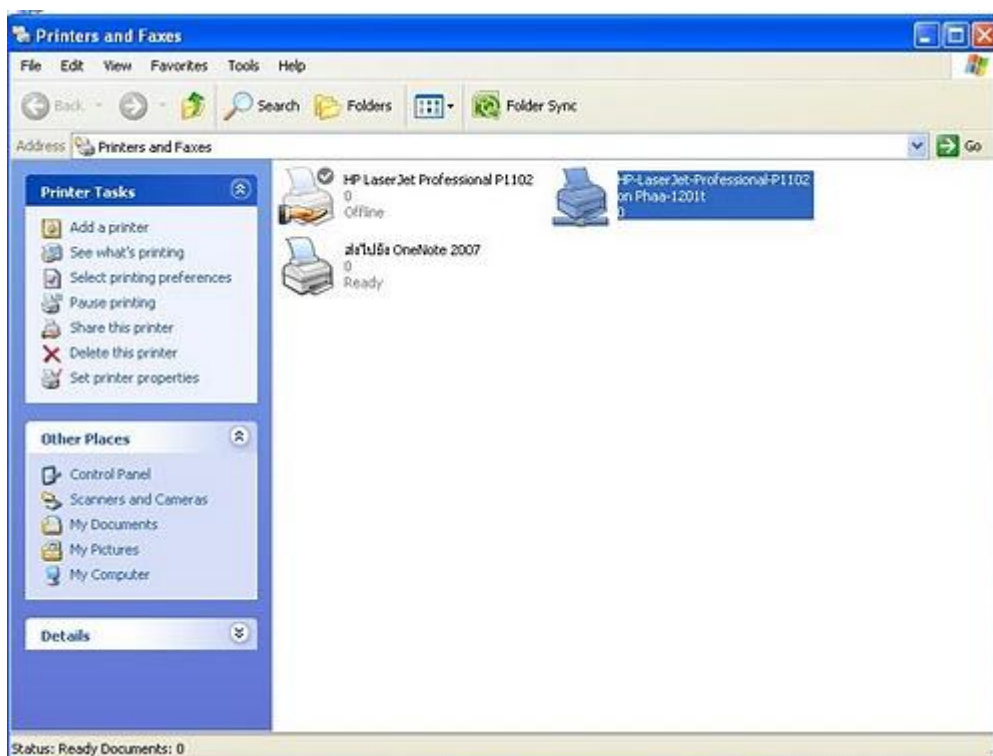 Printers and Faxes
File Edit View Favorites Tools Help
Back Search Folders Folder Sync
Address Printers and Faxes Go
Printer Tasks
Add a printer
See what's printing
Select printing preferences
Pause printing
Share this printer
Delete this printer
Set printer properties
Other Places
Control Panel
Scanners and Cameras
My Documents
My Pictures
My Computer
Details
HP LaserJet Professional P1102
0
Offline
HP-LaserJet-Professional-P1102
on Phaa-1201t
0
ส่งไปยัง OneNote 2007
0
Ready
Status: Ready Documents: 0